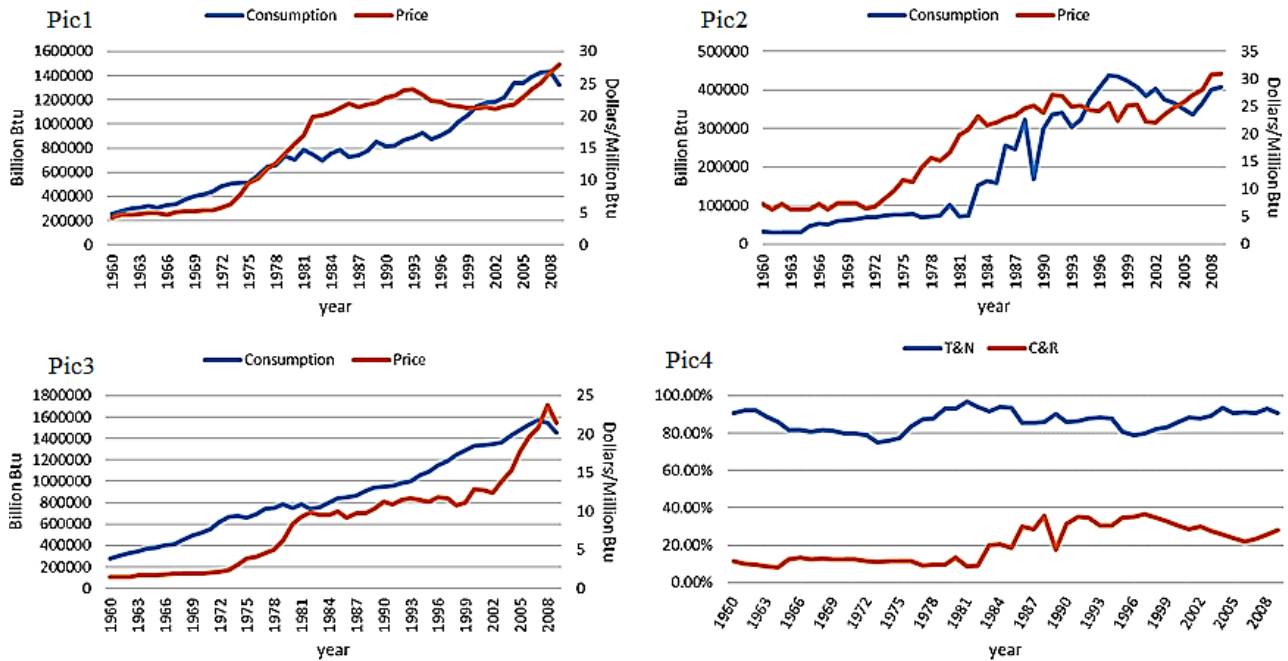 Pic1
Consumption Price
1600000 30
1400000 25
1200000
1000000 20
800000 15
600000 10
400000
200000 5
0 0
Billion Btu
Dollars/Million Btu
1960 1963 1966 1969 1972 1975 1978 1981 1984 1987 1990 1993 1996 1999 2002 2005 2008
year
Pic2
Consumption Price
500000 35
400000 30
300000 25
200000 20
100000 15
0 10
5
0
Billion Btu
Dollars/Million Btu
1960 1963 1966 1969 1972 1975 1978 1981 1984 1987 1990 1993 1996 1999 2002 2005 2008
year
Pic3
Consumption Price
1800000 25
1600000
1400000 20
1200000
1000000 15
800000 10
600000
400000 5
200000
0 0
Billion Btu
Dollars/Million Btu
1960 1963 1966 1969 1972 1975 1978 1981 1984 1987 1990 1993 1996 1999 2002 2005 2008
year
Pic4
T&N C&R
100.00%
80.00%
60.00%
40.00%
20.00%
0.00%
1960 1963 1966 1969 1972 1975 1978 1981 1984 1987 1990 1993 1996 1999 2002 2005 2008
year